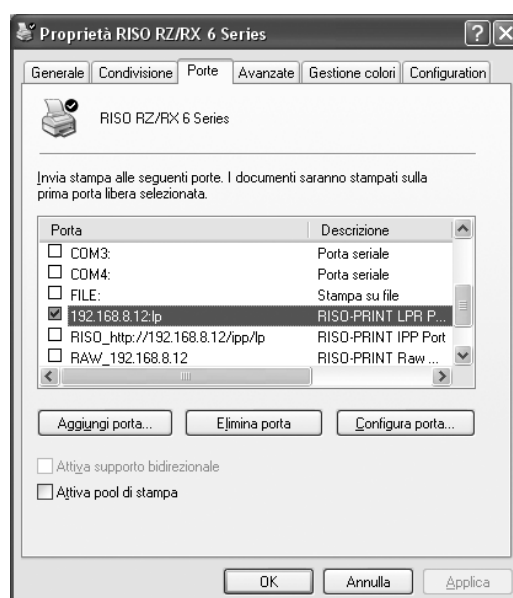 Proprietà RISO RZ/RX 6 Series
Generale Condivisione Porte Avanzate Gestione colori Configuration
RISO RZ/RX 6 Series
Invia stampa alle seguenti porte. I documenti saranno stampati sulla
prima porta libera selezionata.
Porta Descrizione
COM3: Porta seriale
COM4: Porta seriale
FILE: Stampa su file
192.168.8.12:lp RISO-PRINT LPR P...
RISO_http://192.168.8.12/ipp/lp RISO-PRINT IPP Port
RAW_192.168.8.12 RISO-PRINT Raw ...
Aggiungi porta... Elimina porta Configura porta...
Attiva supporto bidirezionale
Attiva pool di stampa
OK Annulla Applica